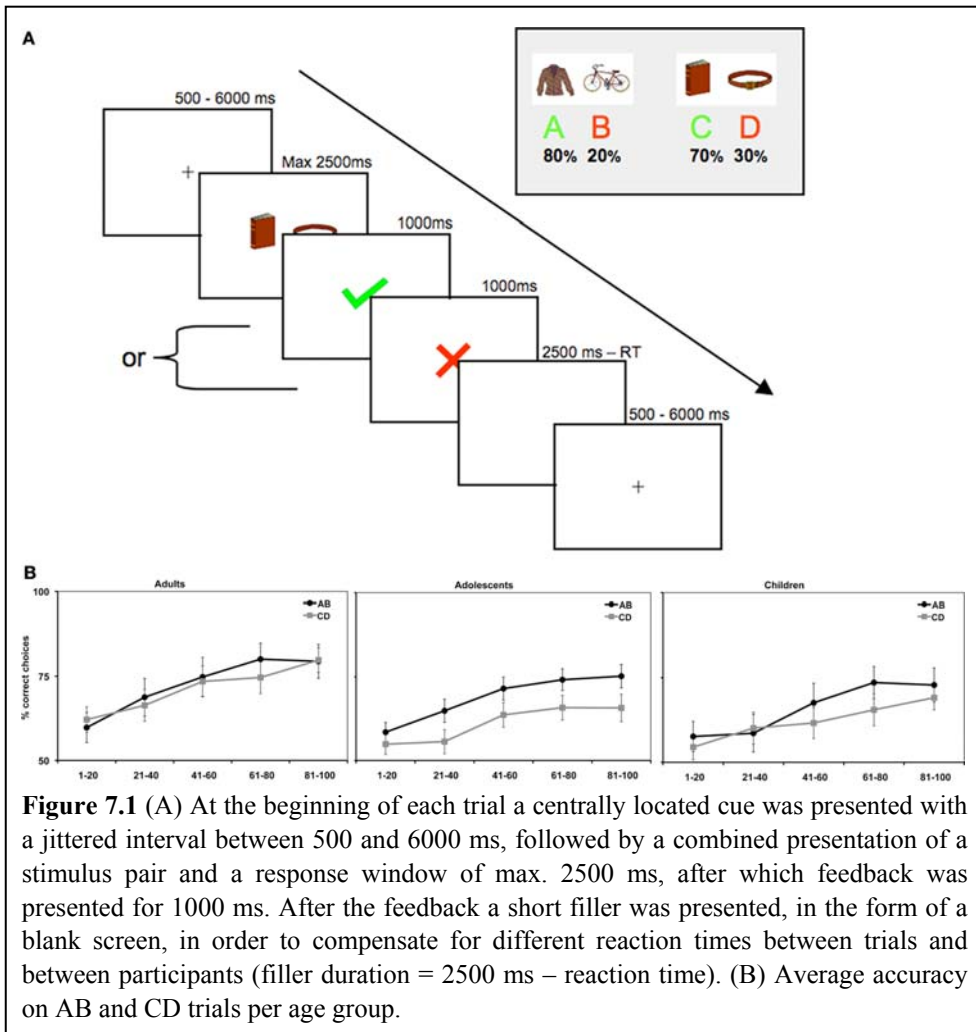 A
500 - 6000 ms
A B C D
80% 20% 70% 30%
Max 2500ms
1000ms
1000ms
or
2500 ms – RT
500 - 6000 ms
B
Adults
Adolescents
Children
100
75
50
% correct choices
AB
CD
AB
CD
AB
CD
1-20 21-40 41-60 61-80 81-100
1-20 21-40 41-60 61-80 81-100
1-20 21-40 41-60 61-80 81-100
Figure 7.1 (A) At the beginning of each trial a centrally located cue was presented with
a jittered interval between 500 and 6000 ms, followed by a combined presentation of a
stimulus pair and a response window of max. 2500 ms, after which feedback was
presented for 1000 ms. After the feedback a short filler was presented, in the form of a
blank screen, in order to compensate for different reaction times between trials and
between participants (filler duration = 2500 ms – reaction time). (B) Average accuracy
on AB and CD trials per age group.